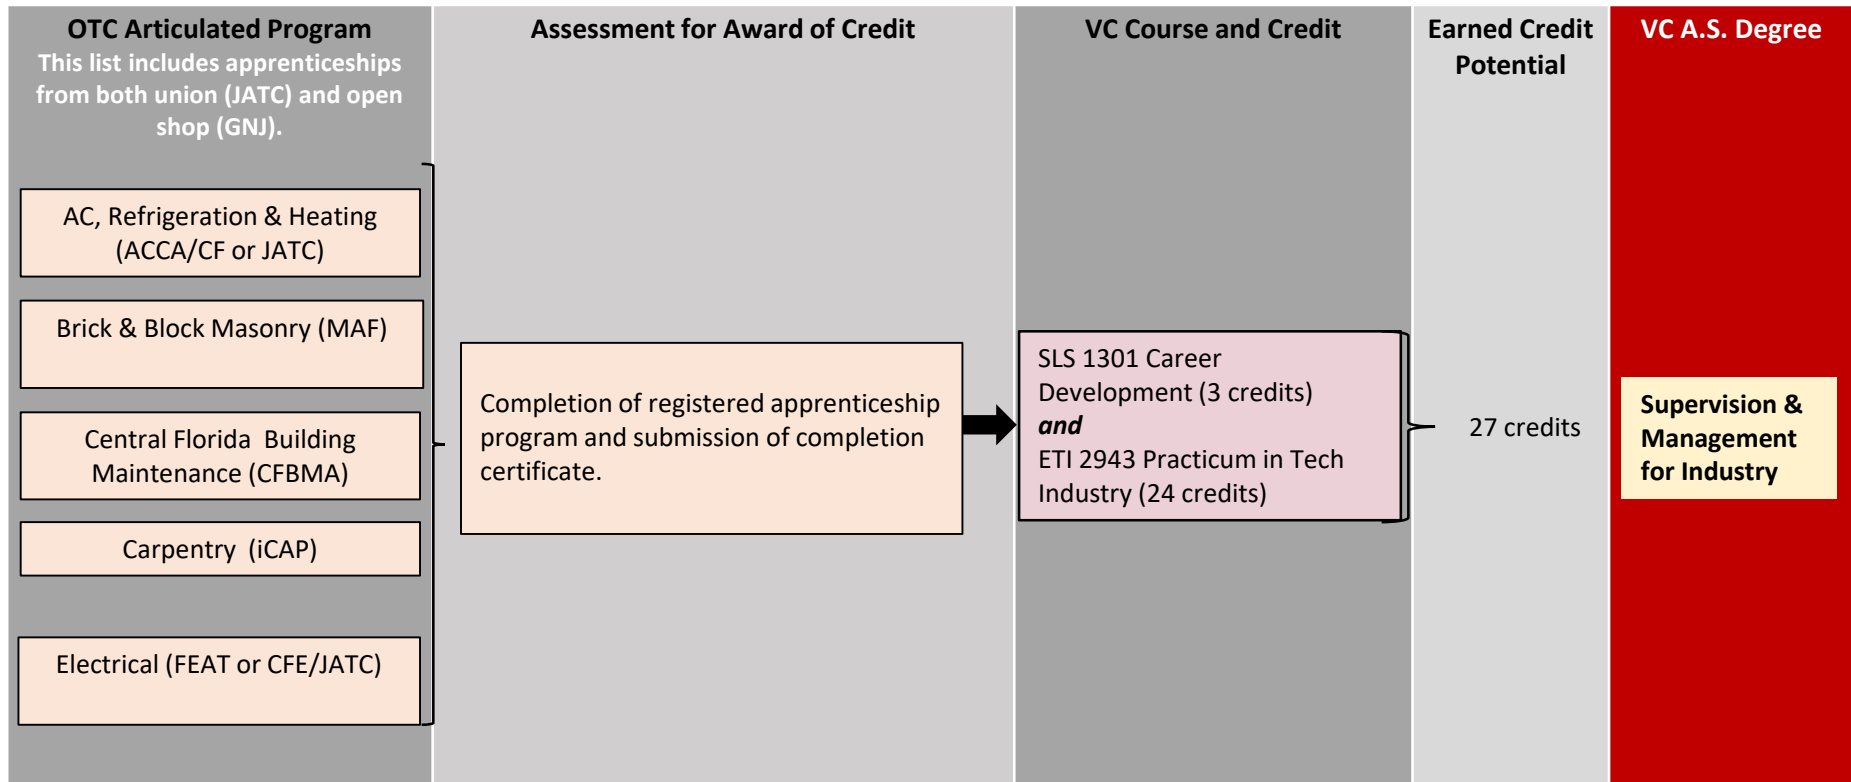 OTC Articulated Program
This list includes apprenticeships
from both union (JATC) and open
shop (GNJ).
AC, Refrigeration & Heating
(ACCA/CF or JATC)
Brick & Block Masonry (MAF)
Central Florida  Building
Maintenance (CFBMA)
Carpentry  (iCAP)
Electrical (FEAT or CFE/JATC)
Assessment for Award of Credit
Completion of registered apprenticeship
program and submission of completion
certificate.
VC Course and Credit
SLS 1301 Career
Development (3 credits)
and
ETI 2943 Practicum in Tech
Industry (24 credits)
Earned Credit
Potential
27 credits
VC A.S. Degree
Supervision &
Management
for Industry